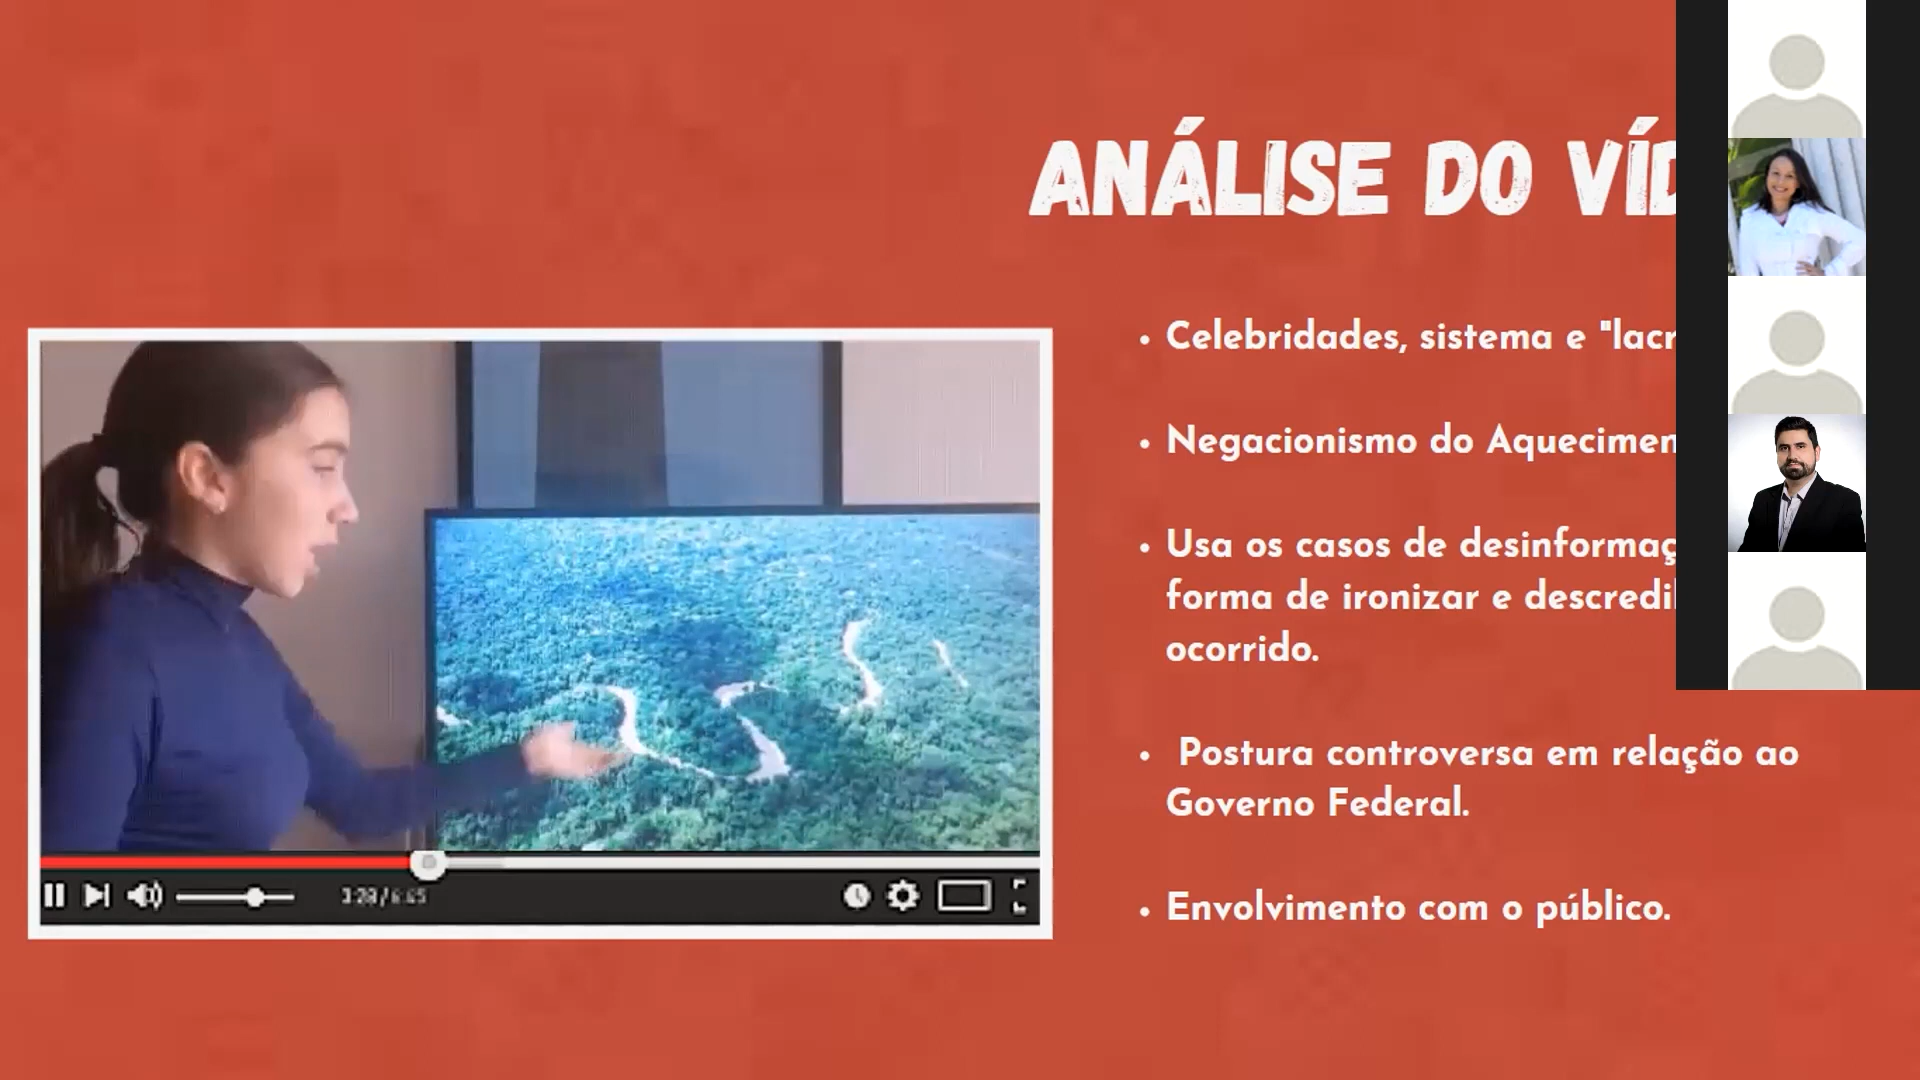 ANÁLISE DO VÍD
• Celebridades, sistema e "lacr
• Negacionismo do Aquecimen
• Usa os casos de desinformaç
forma de ironizar e descredi
ocorrido.
• Postura controversa em relação ao
Governo Federal.
• Envolvimento com o público.